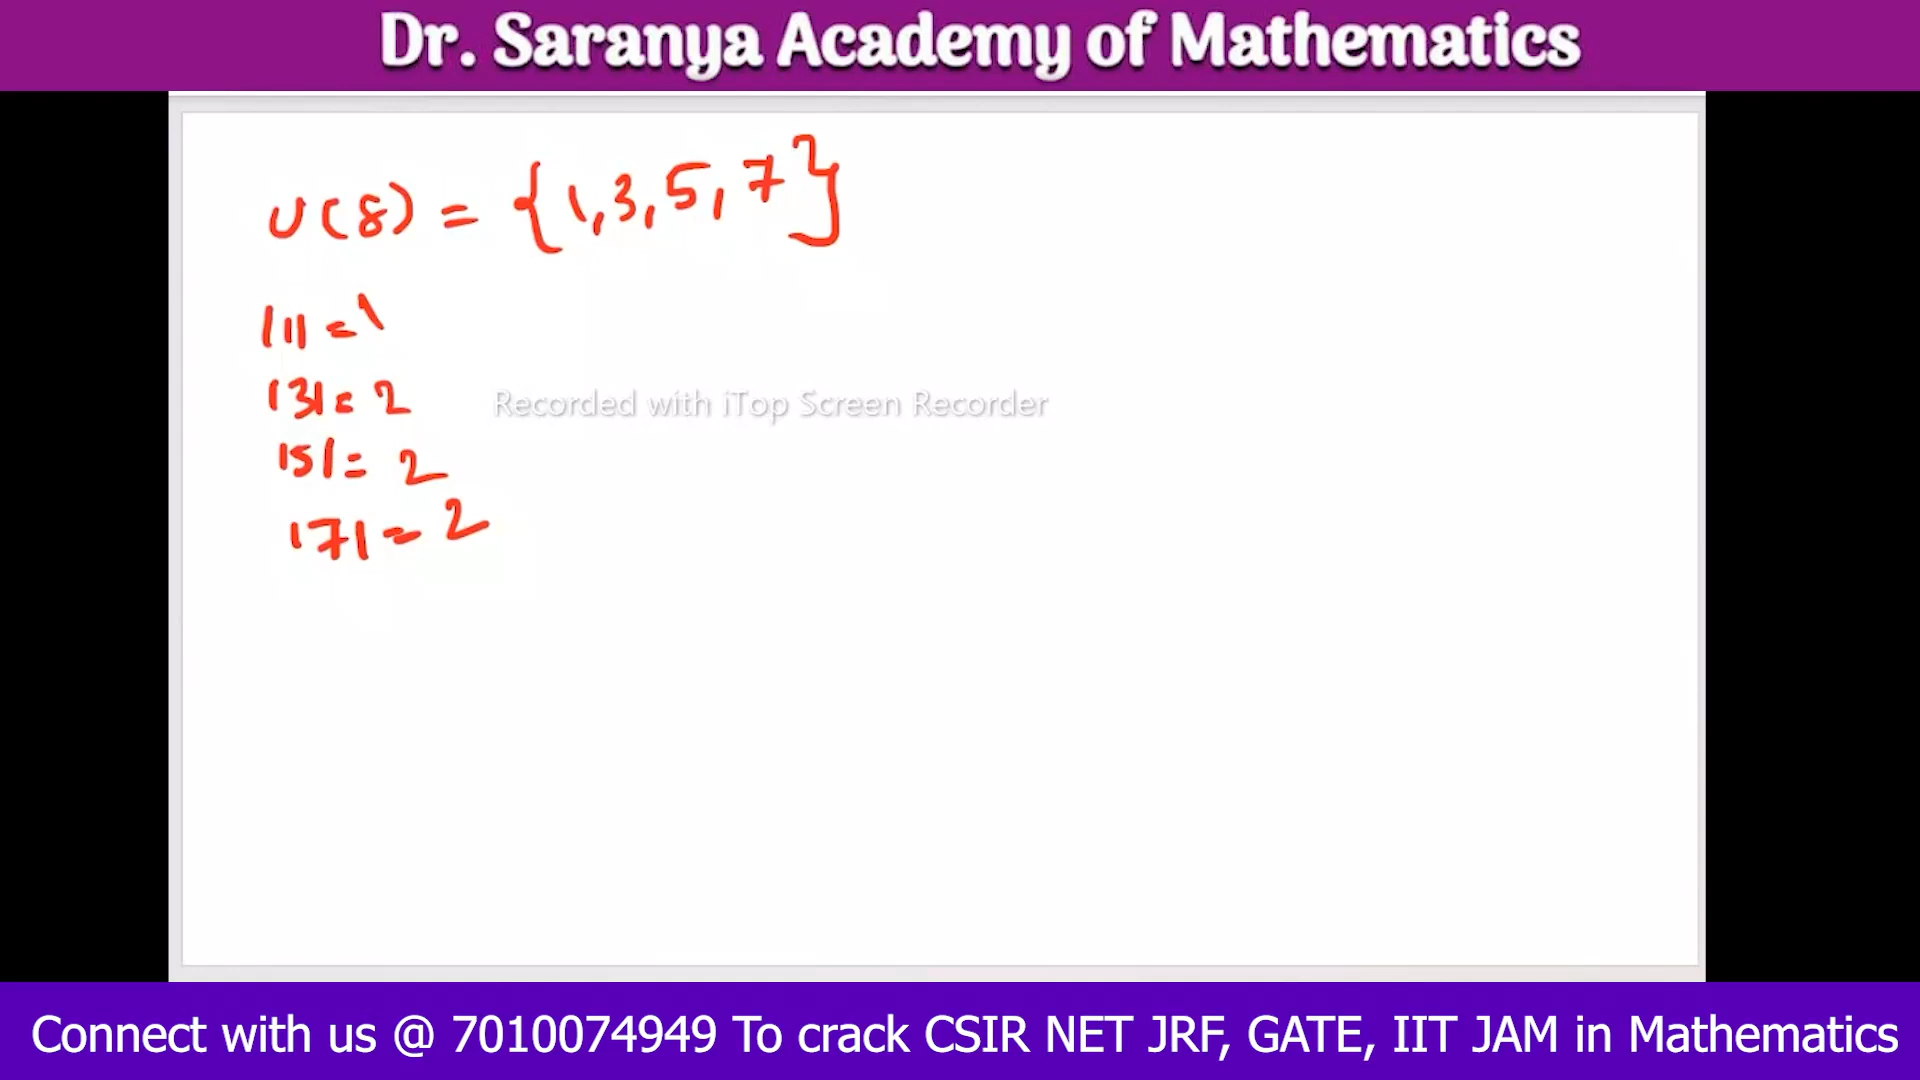 Dr. Saranya Academy of Mathematics
U(8) = {1,3,5,7}
|1| = 1
|3| = 2
Recorded with iTop Screen Recorder
|5| = 2
|7| = 2
Connect with us @ 7010074949 To crack CSIR NET JRF, GATE, IIT JAM in Mathematics